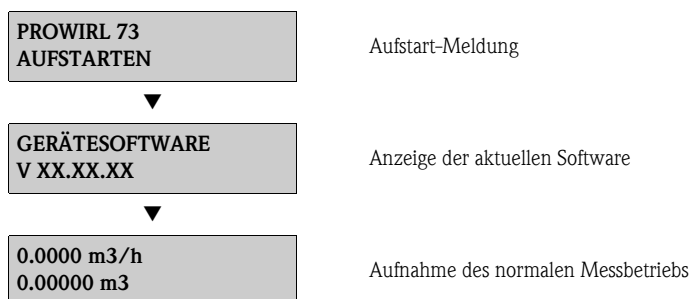 PROWIRL 73
AUFSTARTEN
Aufstart-Meldung
▼
GERÄTESOFTWARE
V XX.XX.XX
Anzeige der aktuellen Software
▼
0.0000 m3/h
0.00000 m3
Aufnahme des normalen Messbetriebs